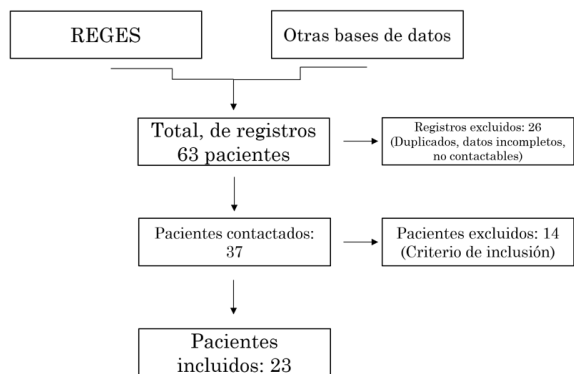 REGES
Otras bases de datos
Total, de registros
63 pacientes
Registros excluidos: 26
(Duplicados, datos incompletos,
no contactables)
Pacientes contactados:
37
Pacientes excluidos: 14
(Criterio de inclusión)
Pacientes
incluidos: 23